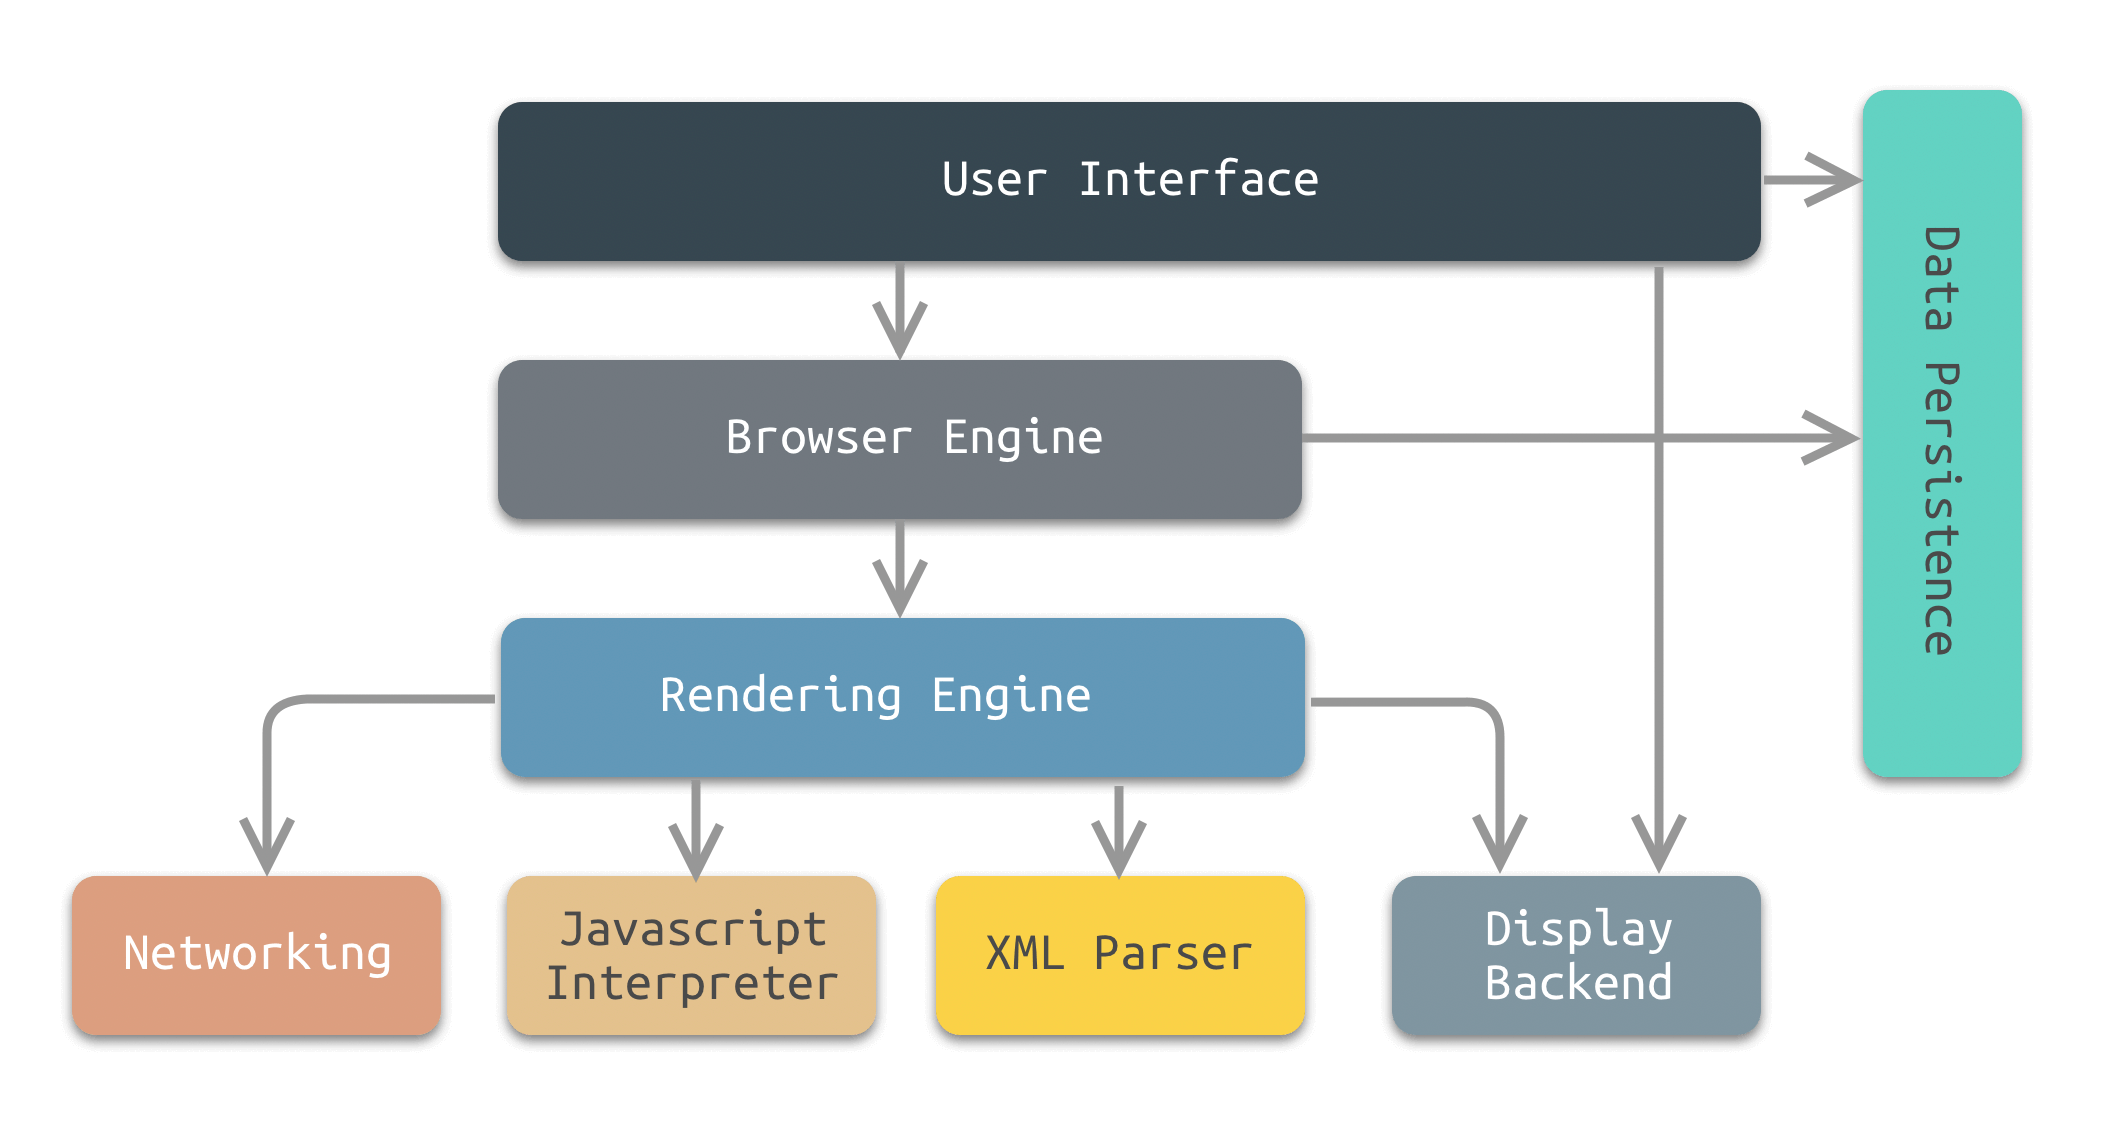 User Interface
Data Persistence
Browser Engine
Rendering Engine
Networking
Javascript
Interpreter
XML Parser
Display
Backend